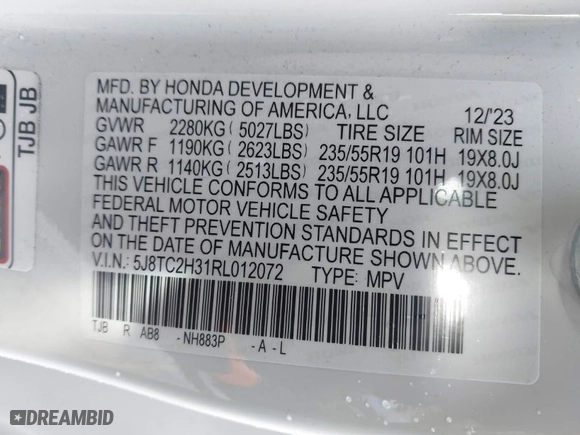 MFD. BY HONDA DEVELOPMENT &
MANUFACTURING OF AMERICA, LLC 12/'23
GVWR 2280KG ( 5027LBS) TIRE SIZE RIM SIZE
GAWR F 1190KG ( 2623LBS) 235/55R19 101H 19X8.0J
GAWR R 1140KG ( 2513LBS) 235/55R19 101H 19X8.0J
THIS VEHICLE CONFORMS TO ALL APPLICABLE
FEDERAL MOTOR VEHICLE SAFETY
AND THEFT PREVENTION STANDARDS IN EFFECT
ON THE DATE OF MANUFACTURE SHOWN ABOVE.
V.I.N.: 5J8TC2H31RL012072 TYPE: MPV
TJB R AB8 -NH883P -A-L
TJB JB
DREAMBID